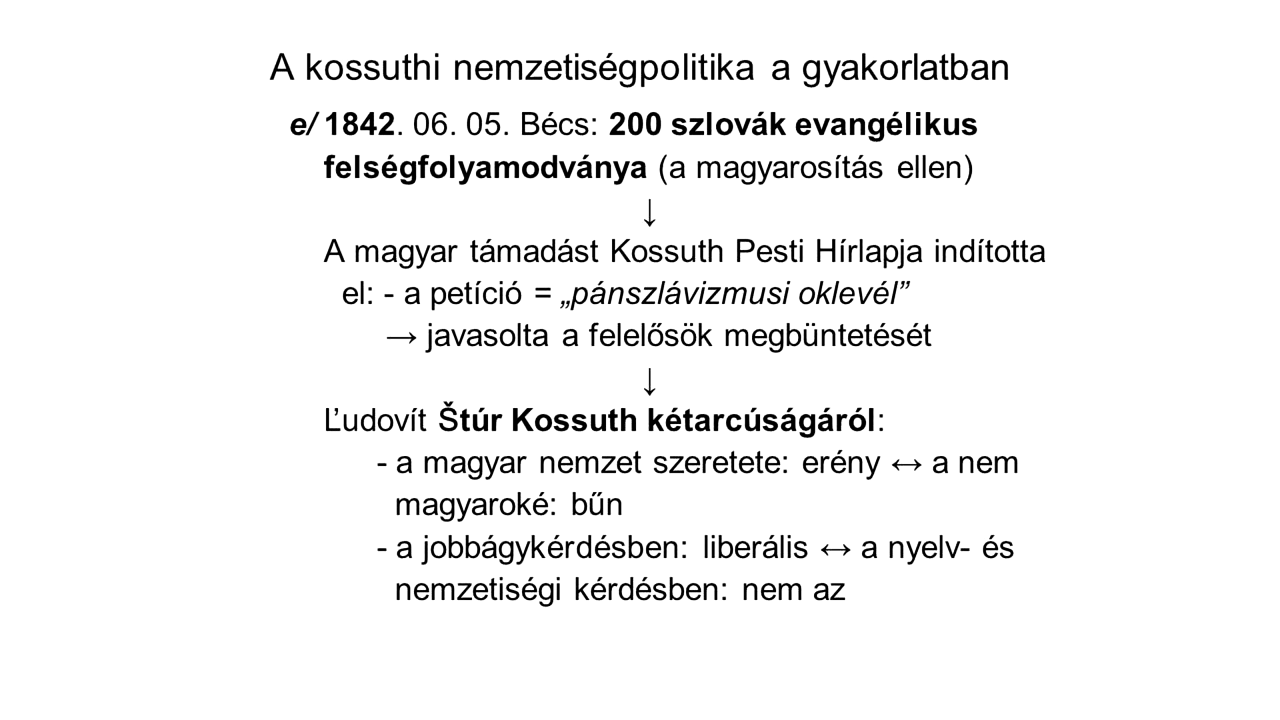 A kossuthi nemzetiségpolitika a gyakorlatban
e/ 1842. 06. 05. Bécs: 200 szlovák evangélikus
felségfolyamodványa (a magyarosítás ellen)
↓
A magyar támadást Kossuth Pesti Hírlapja indította
el: - a petíció = „pánszlávizmusi oklevél”
→ javasolta a felelősök megbüntetését
↓
Ľudovít Štúr Kossuth kétarcúságáról:
- a magyar nemzet szeretete: erény ↔ a nem
magyaroké: bűn
- a jobbágykérdésben: liberális ↔ a nyelv- és
nemzetiségi kérdésben: nem az